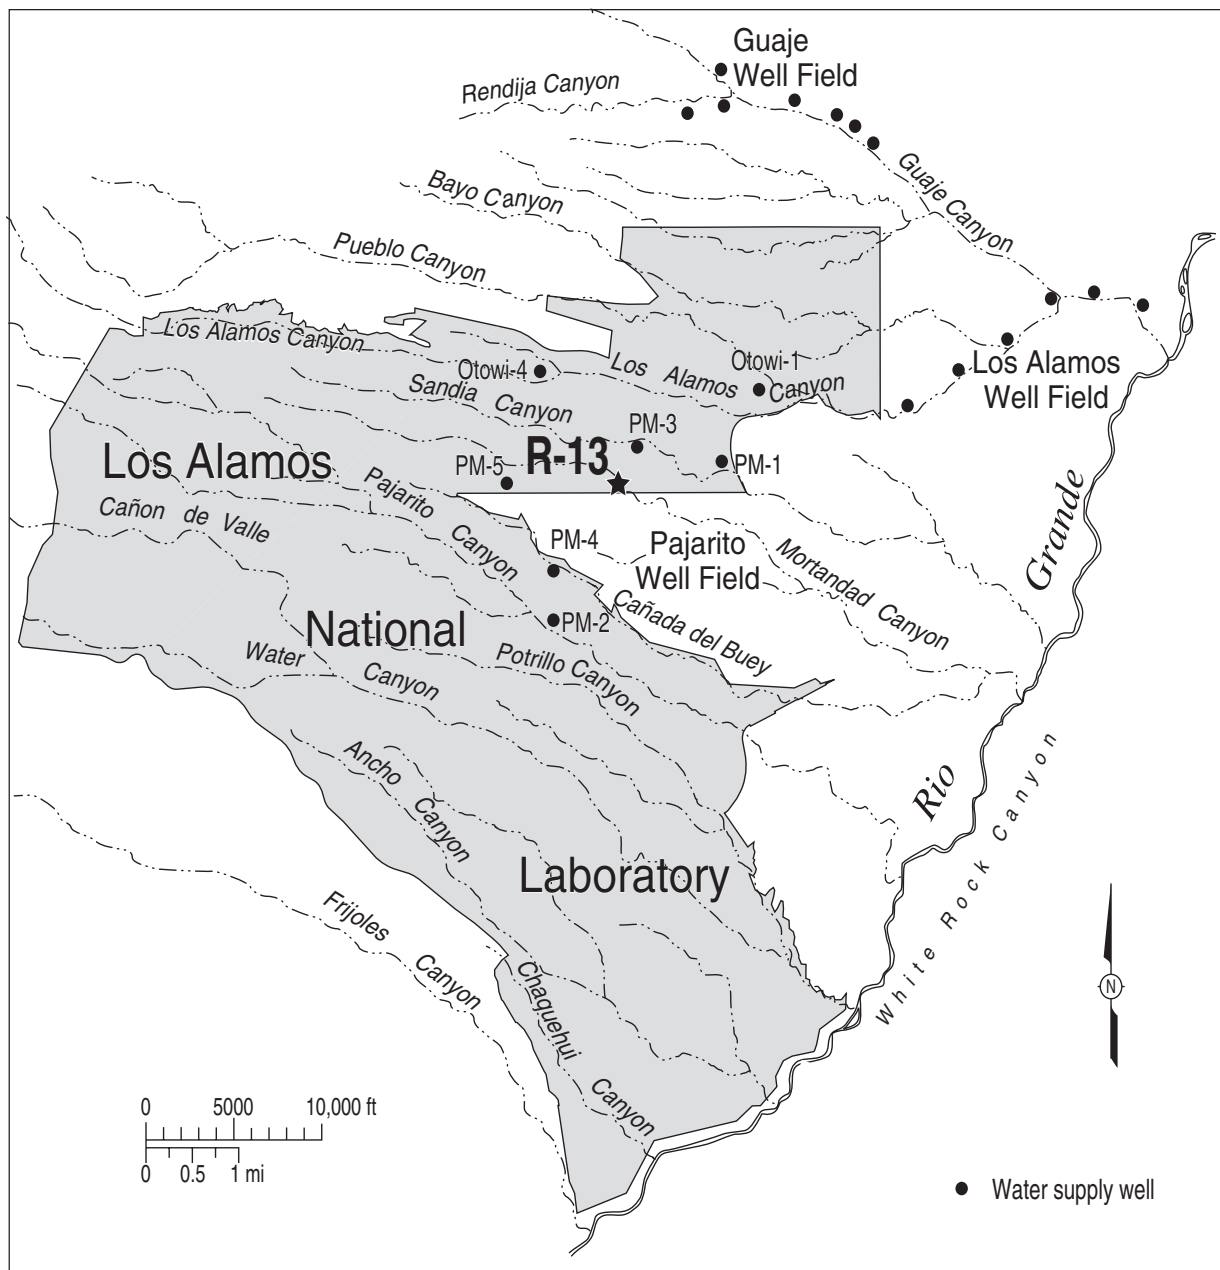 Guaje
Well Field
Rendija Canyon
Guaje Canyon
Bayo Canyon
Pueblo Canyon
Los Alamos Canyon
Otowi-4
Los Alamos Canyon
Otowi-1
Los Alamos
Well Field
Sandia Canyon
PM-3
R-13
PM-5
PM-1
Los Alamos
Pajarito Canyon
Cañon de Valle
PM-4
Pajarito
Well Field
Mortandad Canyon
Rio Grande
Cañada del Buey
PM-2
National
Water Canyon
Potrillo Canyon
Ancho Canyon
White Rock Canyon
Laboratory
Frijoles Canyon
Chaquehui Canyon
N
0 5000 10,000 ft
0 0.5 1 mi
Water supply well